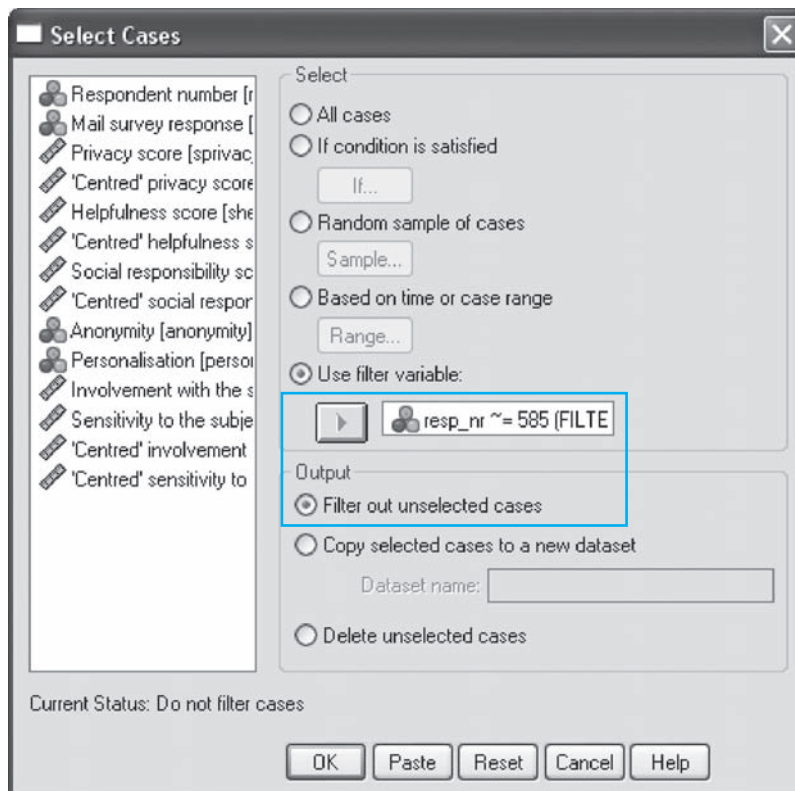 Select Cases
Respondent number [r
Mail survey response [
Privacy score [sprivac
'Centred' privacy score
Helpfulness score [she
'Centred' helpfulness s
Social responsibility sc
'Centred' social respor
Anonymity [anonymity]
Personalisation [persor
Involvement with the s
Sensitivity to the subje
'Centred' involvement
'Centred' sensitivity to
Select
All cases
If condition is satisfied
If...
Random sample of cases
Sample...
Based on time or case range
Range...
Use filter variable:
resp_nr ~= 585 (FILTE
Output
Filter out unselected cases
Copy selected cases to a new dataset
Dataset name:
Delete unselected cases
Current Status: Do not filter cases
OK Paste Reset Cancel Help